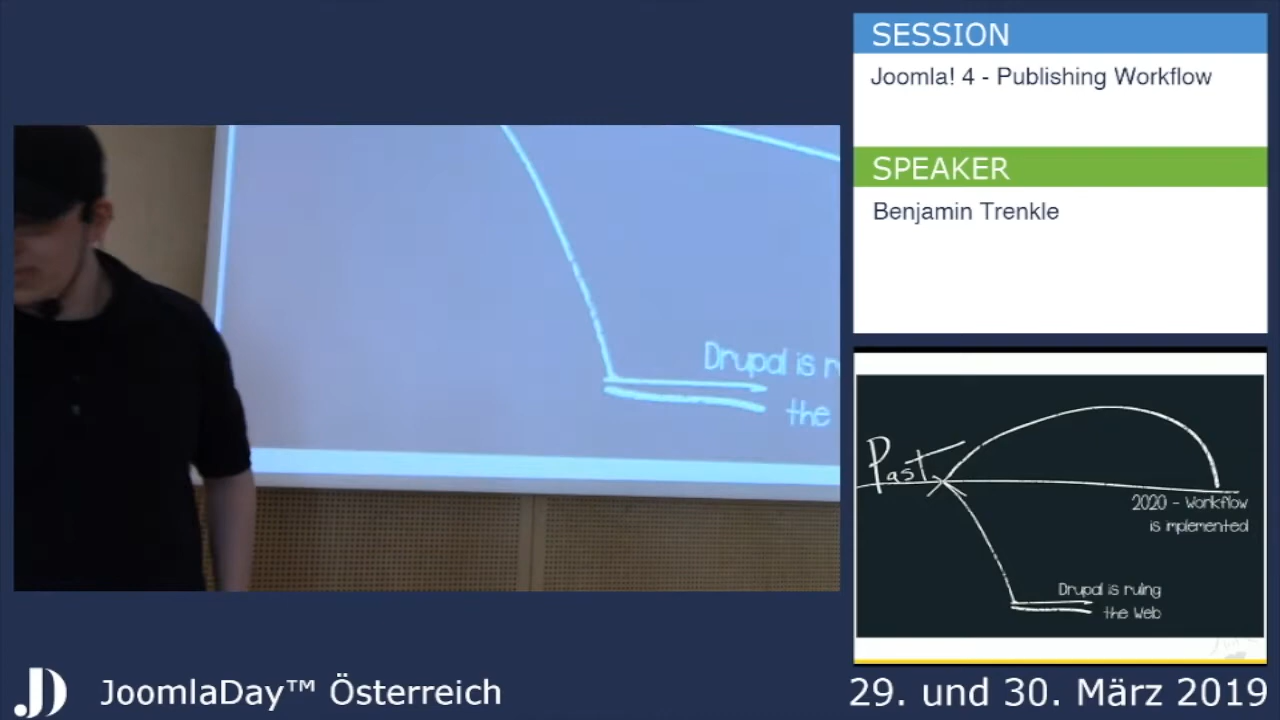 SESSION
Joomla! 4 - Publishing Workflow
SPEAKER
Benjamin Trenkle
Drupal is
the
Past
2020 - Workflow
is implemented
Drupal is ruling
the Web
JD JoomlaDay™ Österreich
29. und 30. März 2019